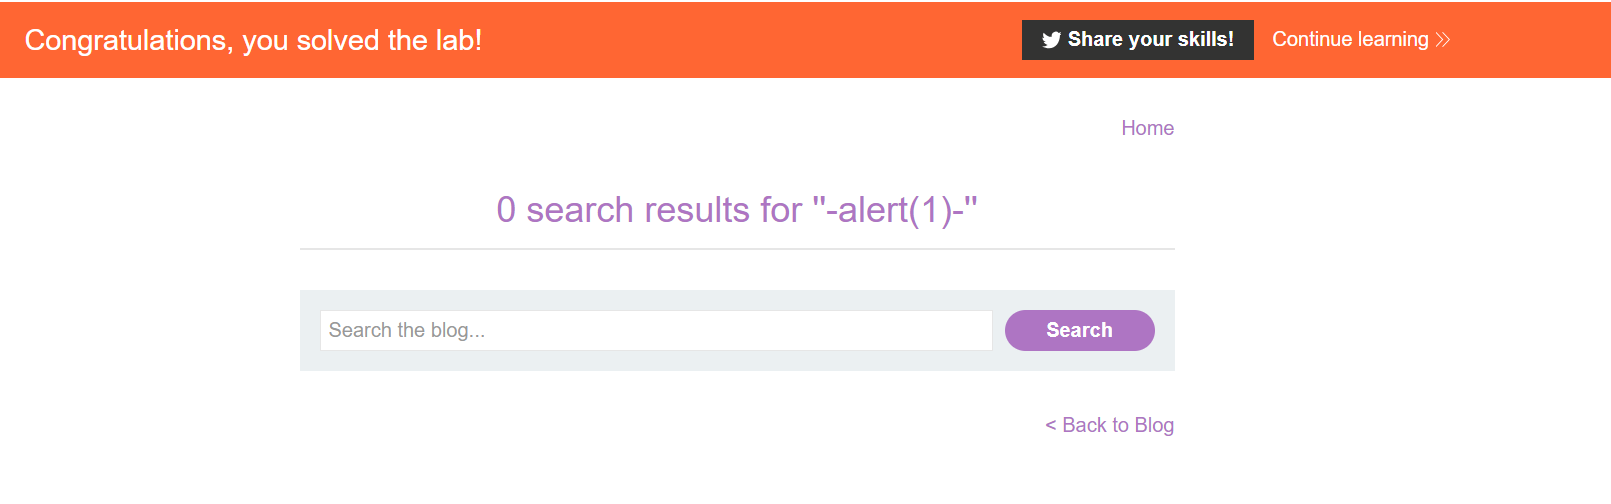 Congratulations, you solved the lab!
Share your skills!
Continue learning
Home
0 search results for ''-alert(1)-''
Search the blog...
Search
< Back to Blog